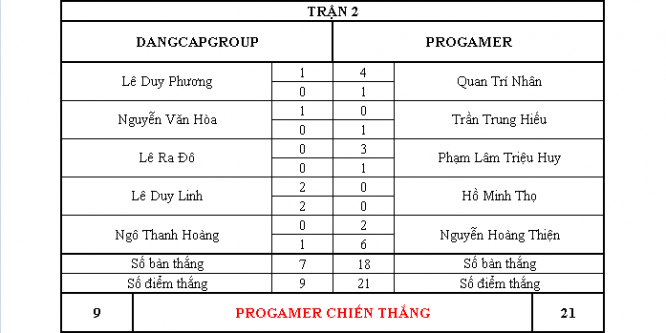 TRẬN 2
DANGCAPGROUP PROGAMER
Lê Duy Phương 1 4 Quan Trí Nhân
0 1
Nguyễn Văn Hòa 1 0 Trần Trung Hiếu
0 1
Lê Ra Đô 0 3 Phạm Lâm Triệu Huy
0 1
Lê Duy Linh 2 0 Hồ Minh Thọ
2 0
Ngô Thanh Hoàng 0 2 Nguyễn Hoàng Thiện
1 6
Số bàn thắng 7 18 Số bàn thắng
Số điểm thắng 9 21 Số điểm thắng
9 PROGAMER CHIẾN THẮNG 21